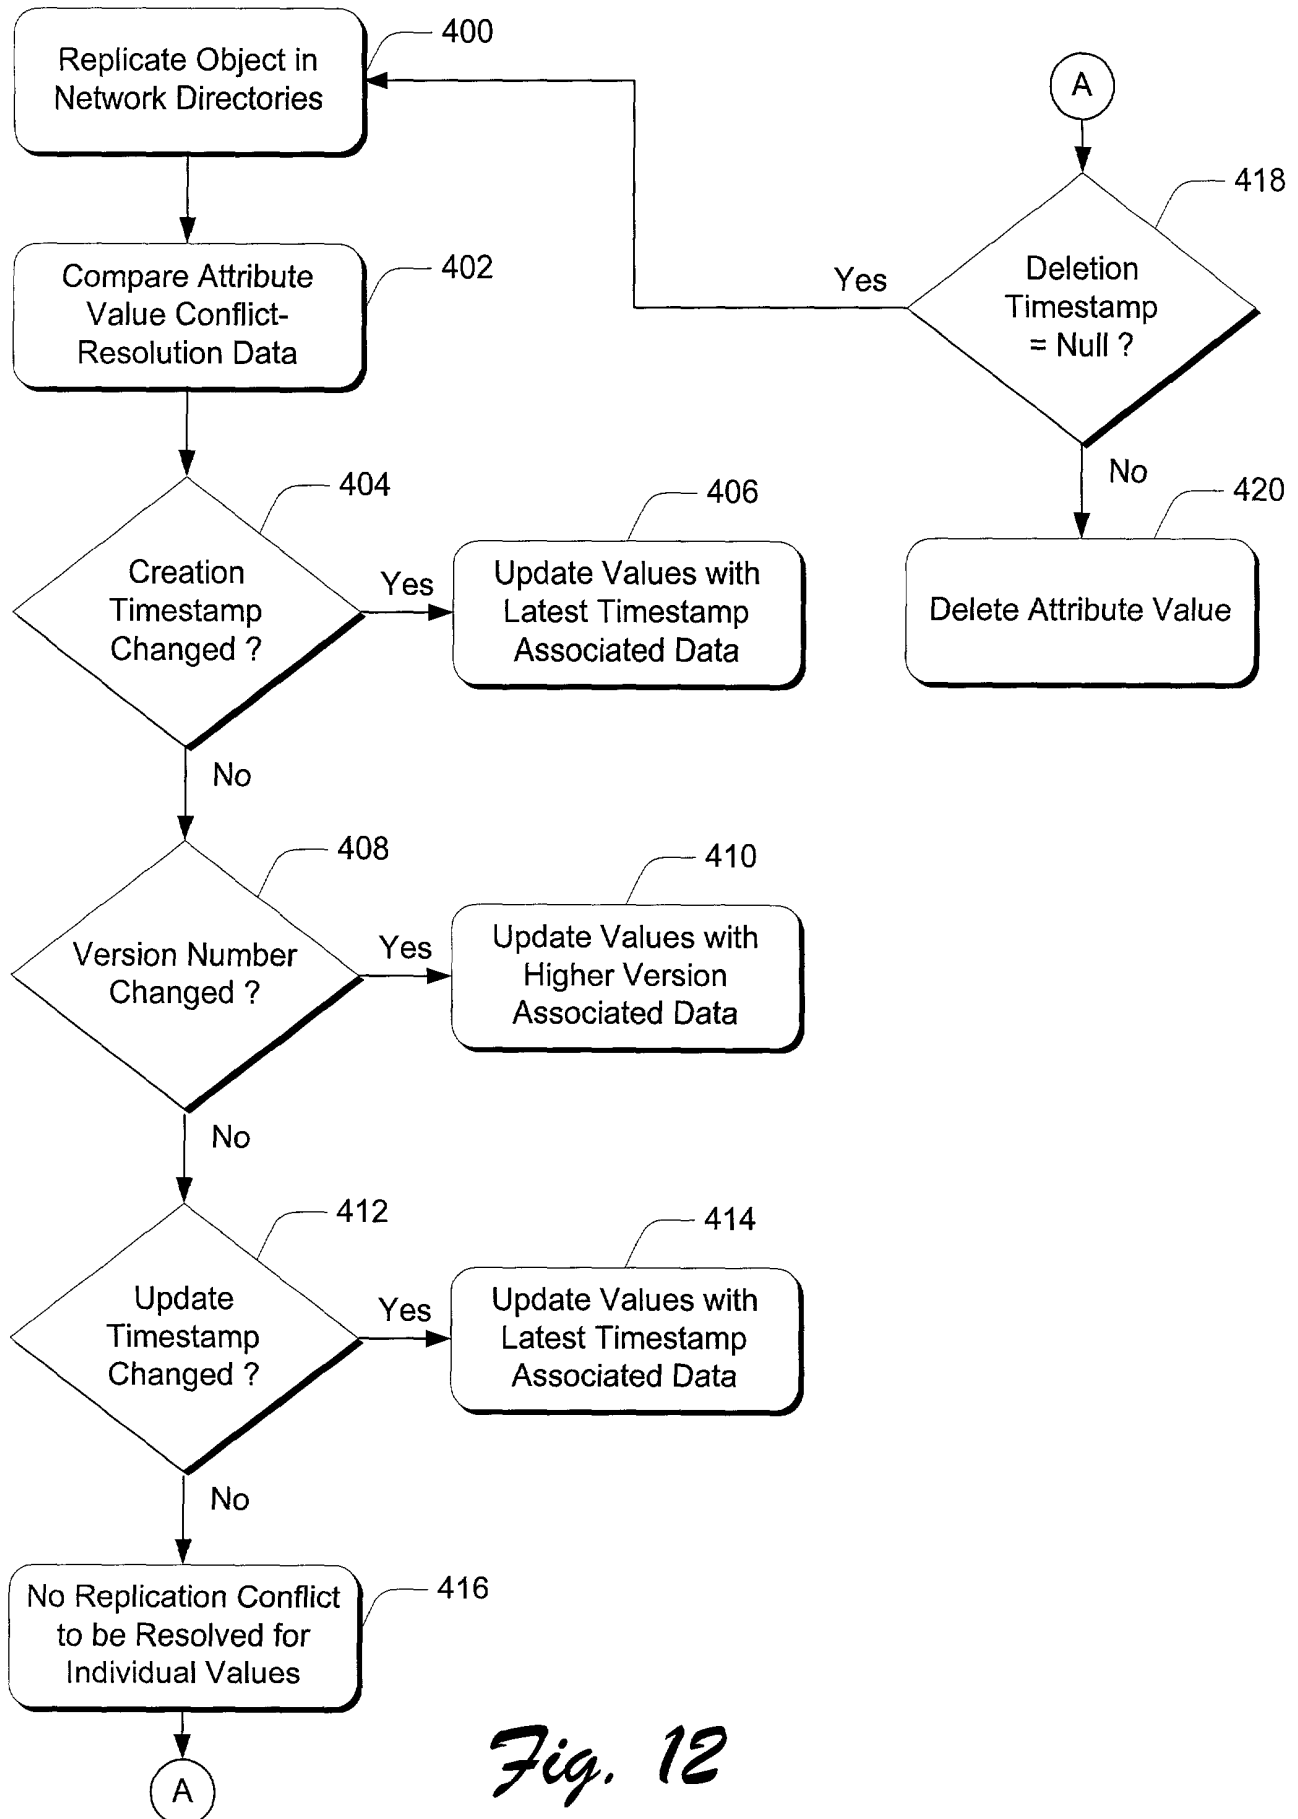 400
Replicate Object in
Network Directories
402
Compare Attribute
Value Conflict-
Resolution Data
404
Creation
Timestamp
Changed ?
Yes
406
Update Values with
Latest Timestamp
Associated Data
No
408
Version Number
Changed ?
Yes
410
Update Values with
Higher Version
Associated Data
No
412
Update
Timestamp
Changed ?
Yes
414
Update Values with
Latest Timestamp
Associated Data
No
416
No Replication Conflict
to be Resolved for
Individual Values
A
A
418
Deletion
Timestamp
= Null ?
Yes
No
420
Delete Attribute Value
Fig. 12